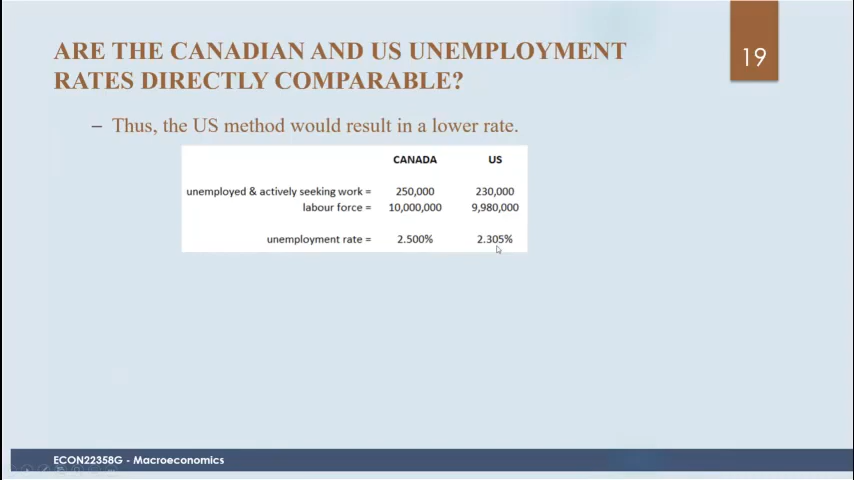 ARE THE CANADIAN AND US UNEMPLOYMENT
RATES DIRECTLY COMPARABLE?
19
– Thus, the US method would result in a lower rate.
CANADA US
unemployed & actively seeking work = 250,000 230,000
labour force = 10,000,000 9,980,000
unemployment rate = 2.500% 2.305%
ECON22358G - Macroeconomics